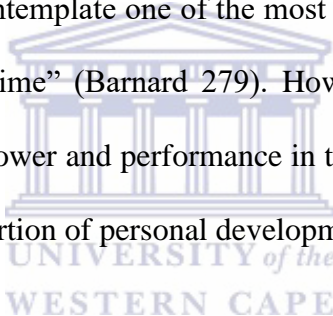 ntemplate one of the most
ime” (Barnard 279). How
ower and performance in t
rtion of personal developm
UNIVERSITY of the
WESTERN CAPE